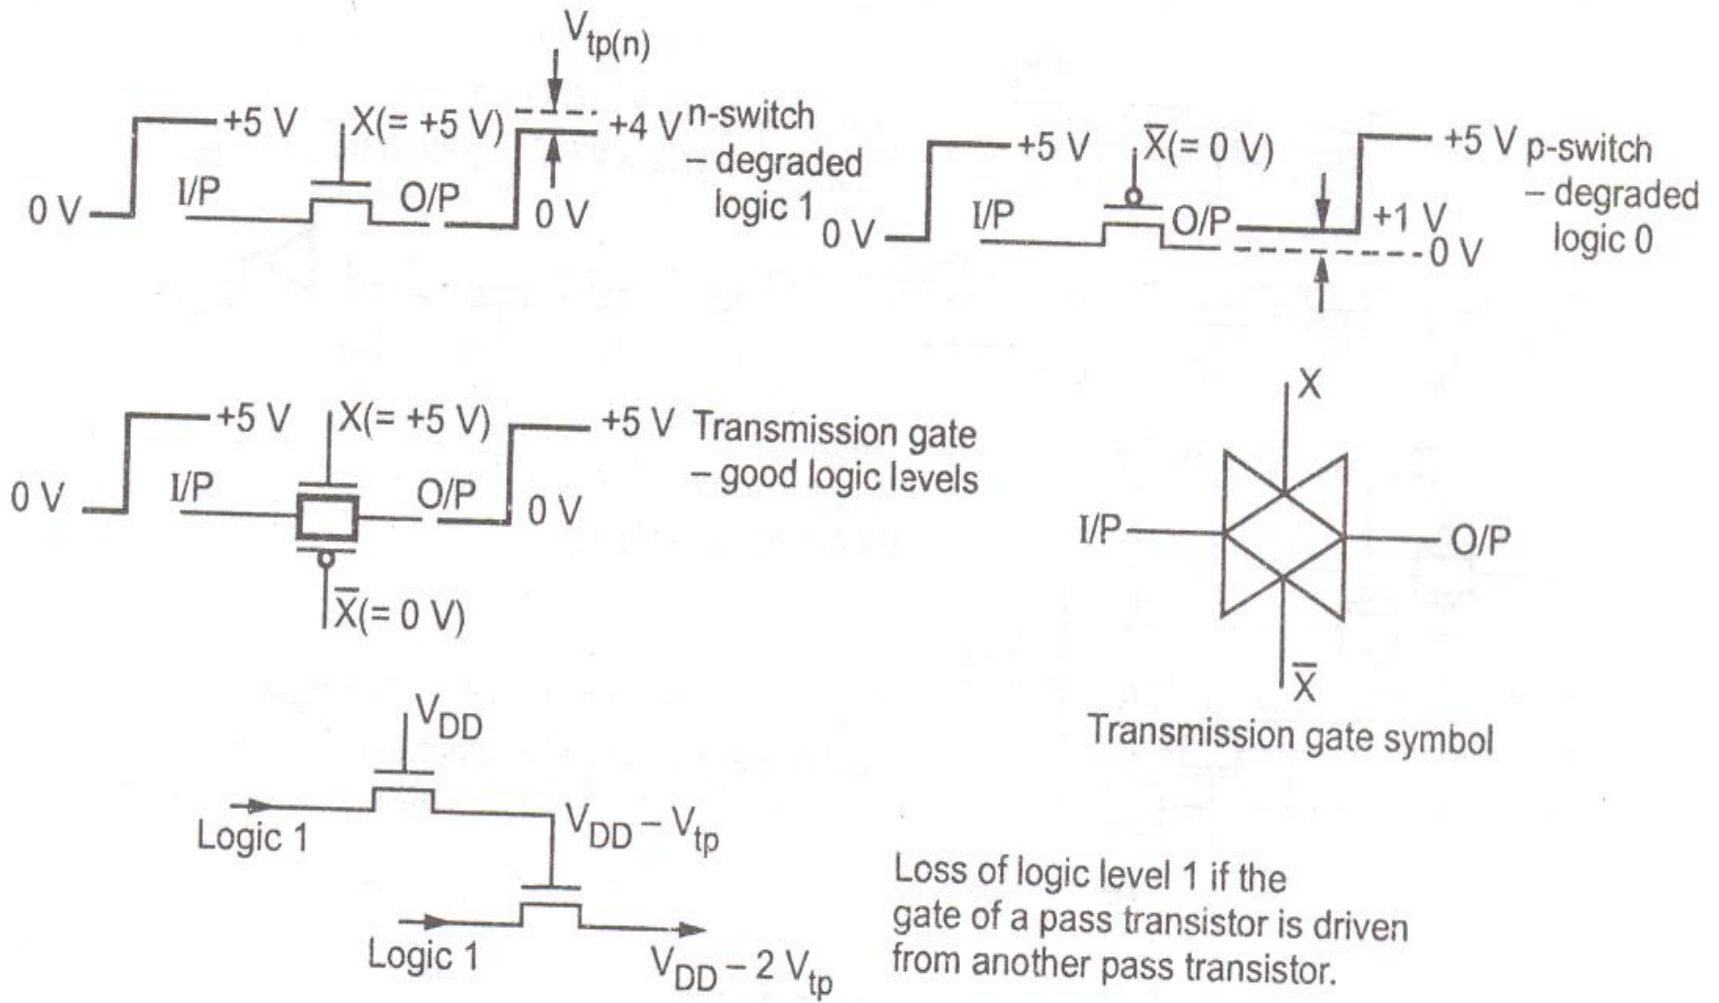 V_tp(n)
+5 V
X(= +5 V)
+4 V
n-switch
– degraded
logic 1
0 V
I/P
O/P
0 V
+5 V
X̅(= 0 V)
+5 V
p-switch
– degraded
logic 0
0 V
I/P
O/P
+1 V
0 V
+5 V
X(= +5 V)
+5 V
Transmission gate
– good logic levels
0 V
I/P
O/P
0 V
X̅(= 0 V)
X
I/P
O/P
X̅
Transmission gate symbol
V_DD
Logic 1
V_DD – V_tp
Logic 1
V_DD – 2 V_tp
Loss of logic level 1 if the
gate of a pass transistor is driven
from another pass transistor.